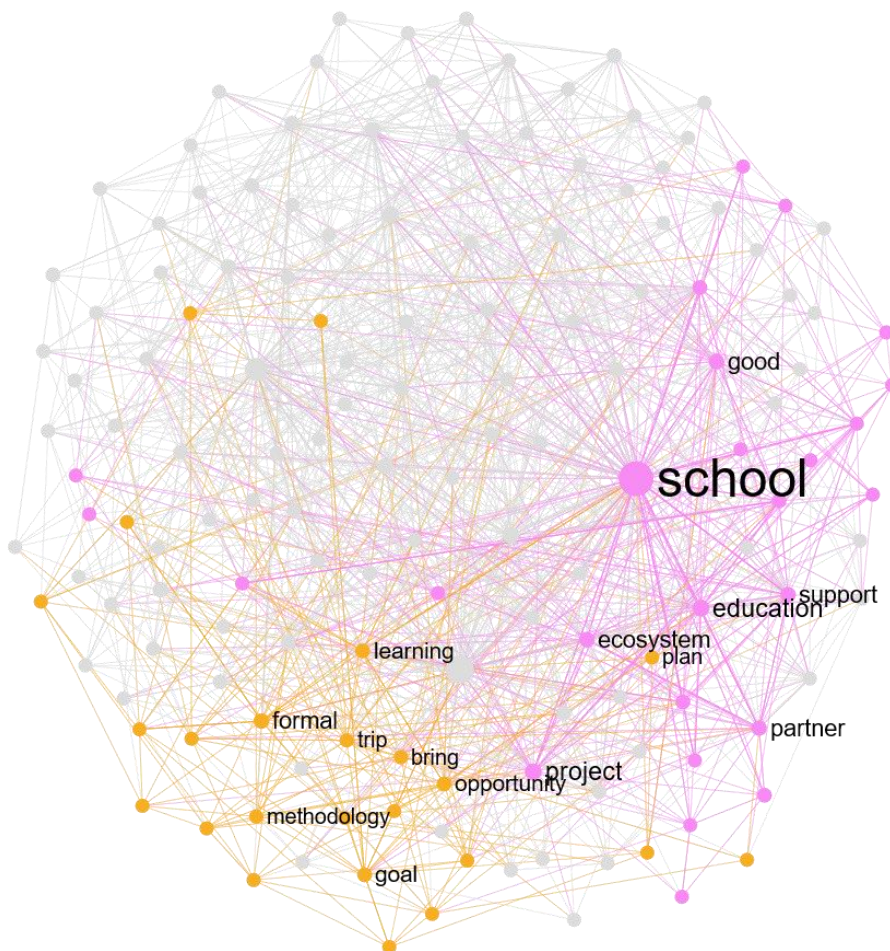 good
school
support
education
ecosystem
learning
plan
formal
partner
trip
bring
project
opportunity
methodology
goal